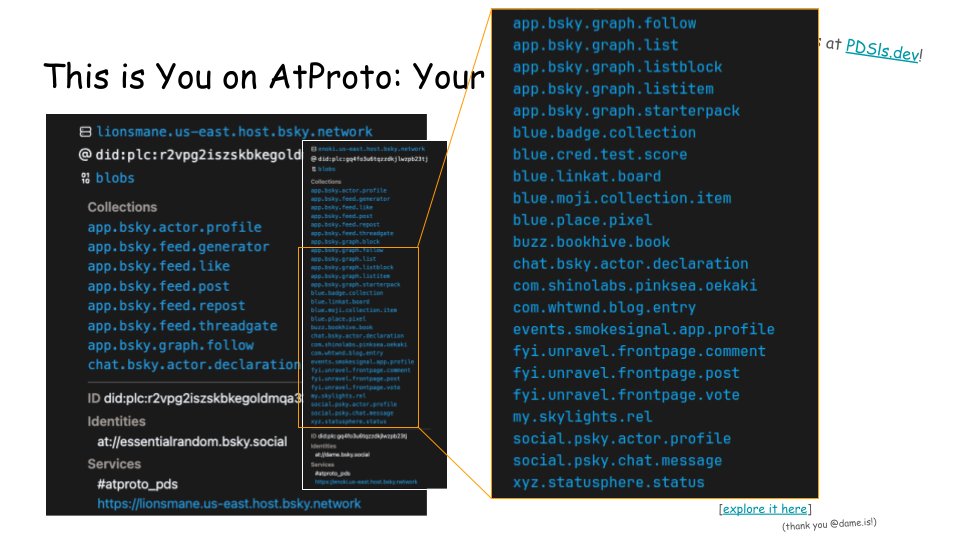 s at PDSls.dev!
This is You on AtProto: Your
lionsmane.us-east.host.bsky.network
@ did:plc:r2vpg2iszskbkegoldm
blobs
Collections
app.bsky.actor.profile
app.bsky.feed.generator
app.bsky.feed.like
app.bsky.feed.post
app.bsky.feed.repost
app.bsky.feed.threadgate
app.bsky.graph.follow
chat.bsky.actor.declaration
ID did:plc:r2vpg2iszskbkegoldmqa3
Identities
at://essentialrandom.bsky.social
Services
#atproto_pds
https://lionsmane.us-east.host.bsky.network
enoki.us-east.host.bsky.network
@ did:plc:gq4fo3u6tqzzdkjlwzpb23tj
blobs
Collections
app.bsky.actor.profile
app.bsky.feed.generator
app.bsky.feed.like
app.bsky.feed.post
app.bsky.feed.repost
app.bsky.feed.threadgate
app.bsky.graph.block
app.bsky.graph.follow
app.bsky.graph.list
app.bsky.graph.listblock
app.bsky.graph.listitem
app.bsky.graph.starterpack
blue.badge.collection
blue.linkat.board
blue.moji.collection.item
blue.place.pixel
buzz.bookhive.book
chat.bsky.actor.declaration
com.shinolabs.pinksea.oekaki
com.whtwnd.blog.entry
events.smokesignal.app.profile
fyi.unravel.frontpage.comment
fyi.unravel.frontpage.post
fyi.unravel.frontpage.vote
my.skylights.rel
social.psky.actor.profile
social.psky.chat.message
xyz.statusphere.status
ID did:plc:gq4fo3u6tqzzdkjlwzpb23tj
Identities
at://dame.bsky.social
Services
#atproto_pds
https://enoki.us-east.host.bsky.network
app.bsky.graph.follow
app.bsky.graph.list
app.bsky.graph.listblock
app.bsky.graph.listitem
app.bsky.graph.starterpack
blue.badge.collection
blue.cred.test.score
blue.linkat.board
blue.moji.collection.item
blue.place.pixel
buzz.bookhive.book
chat.bsky.actor.declaration
com.shinolabs.pinksea.oekaki
com.whtwnd.blog.entry
events.smokesignal.app.profile
fyi.unravel.frontpage.comment
fyi.unravel.frontpage.post
fyi.unravel.frontpage.vote
my.skylights.rel
social.psky.actor.profile
social.psky.chat.message
xyz.statusphere.status
[explore it here]
(thank you @dame.is!)